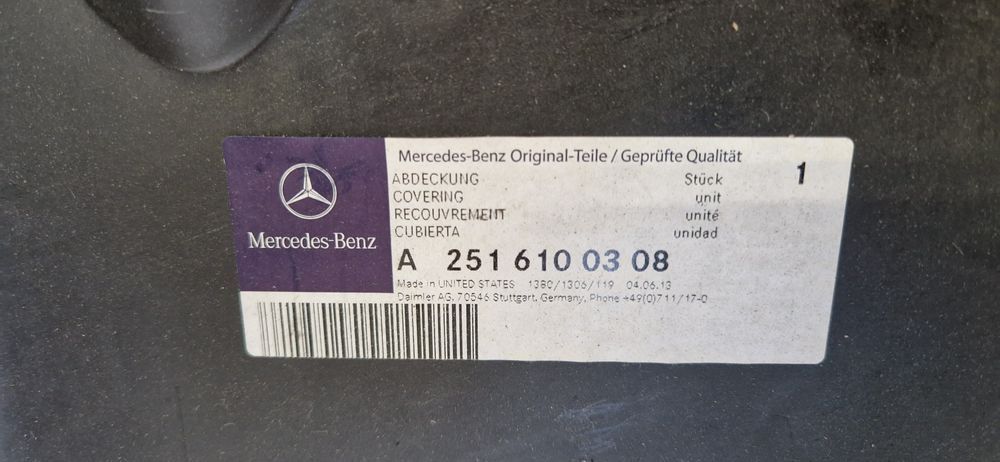 Mercedes-Benz Original-Teile / Geprüfte Qualität
ABDECKUNG Stück 1
COVERING unit
RECOUVREMENT unité
CUBIERTA unidad
Mercedes-Benz
A 251 610 03 08
Made in UNITED STATES 1380/1306/119 04.06.13
Daimler AG, 70546 Stuttgart, Germany, Phone +49(0)711/17-0